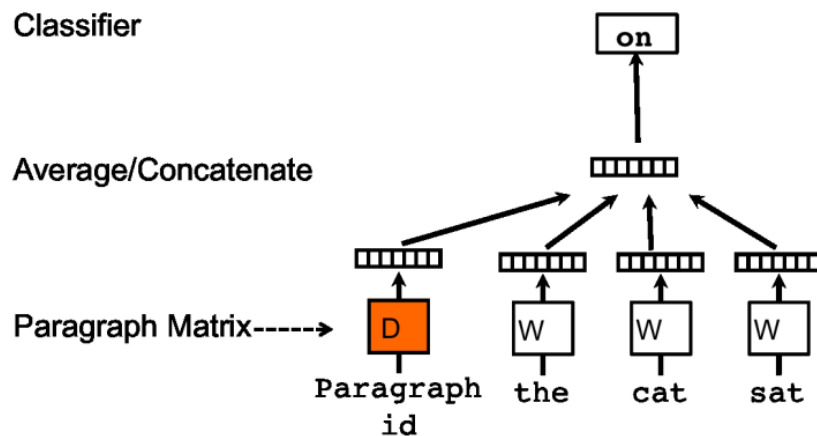 Classifier
on
Average/Concatenate
Paragraph Matrix
D
W
W
W
Paragraph
id
the
cat
sat